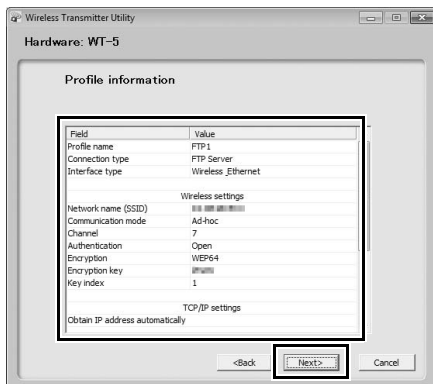 Wireless Transmitter Utility
Hardware: WT-5
Profile information
Field Value
Profile name FTP1
Connection type FTP Server
Interface type Wireless_Ethernet
Wireless settings
Network name (SSID)
Communication mode Ad-hoc
Channel 7
Authentication Open
Encryption WEP64
Encryption key
Key index 1
TCP/IP settings
Obtain IP address automatically
<Back Next> Cancel